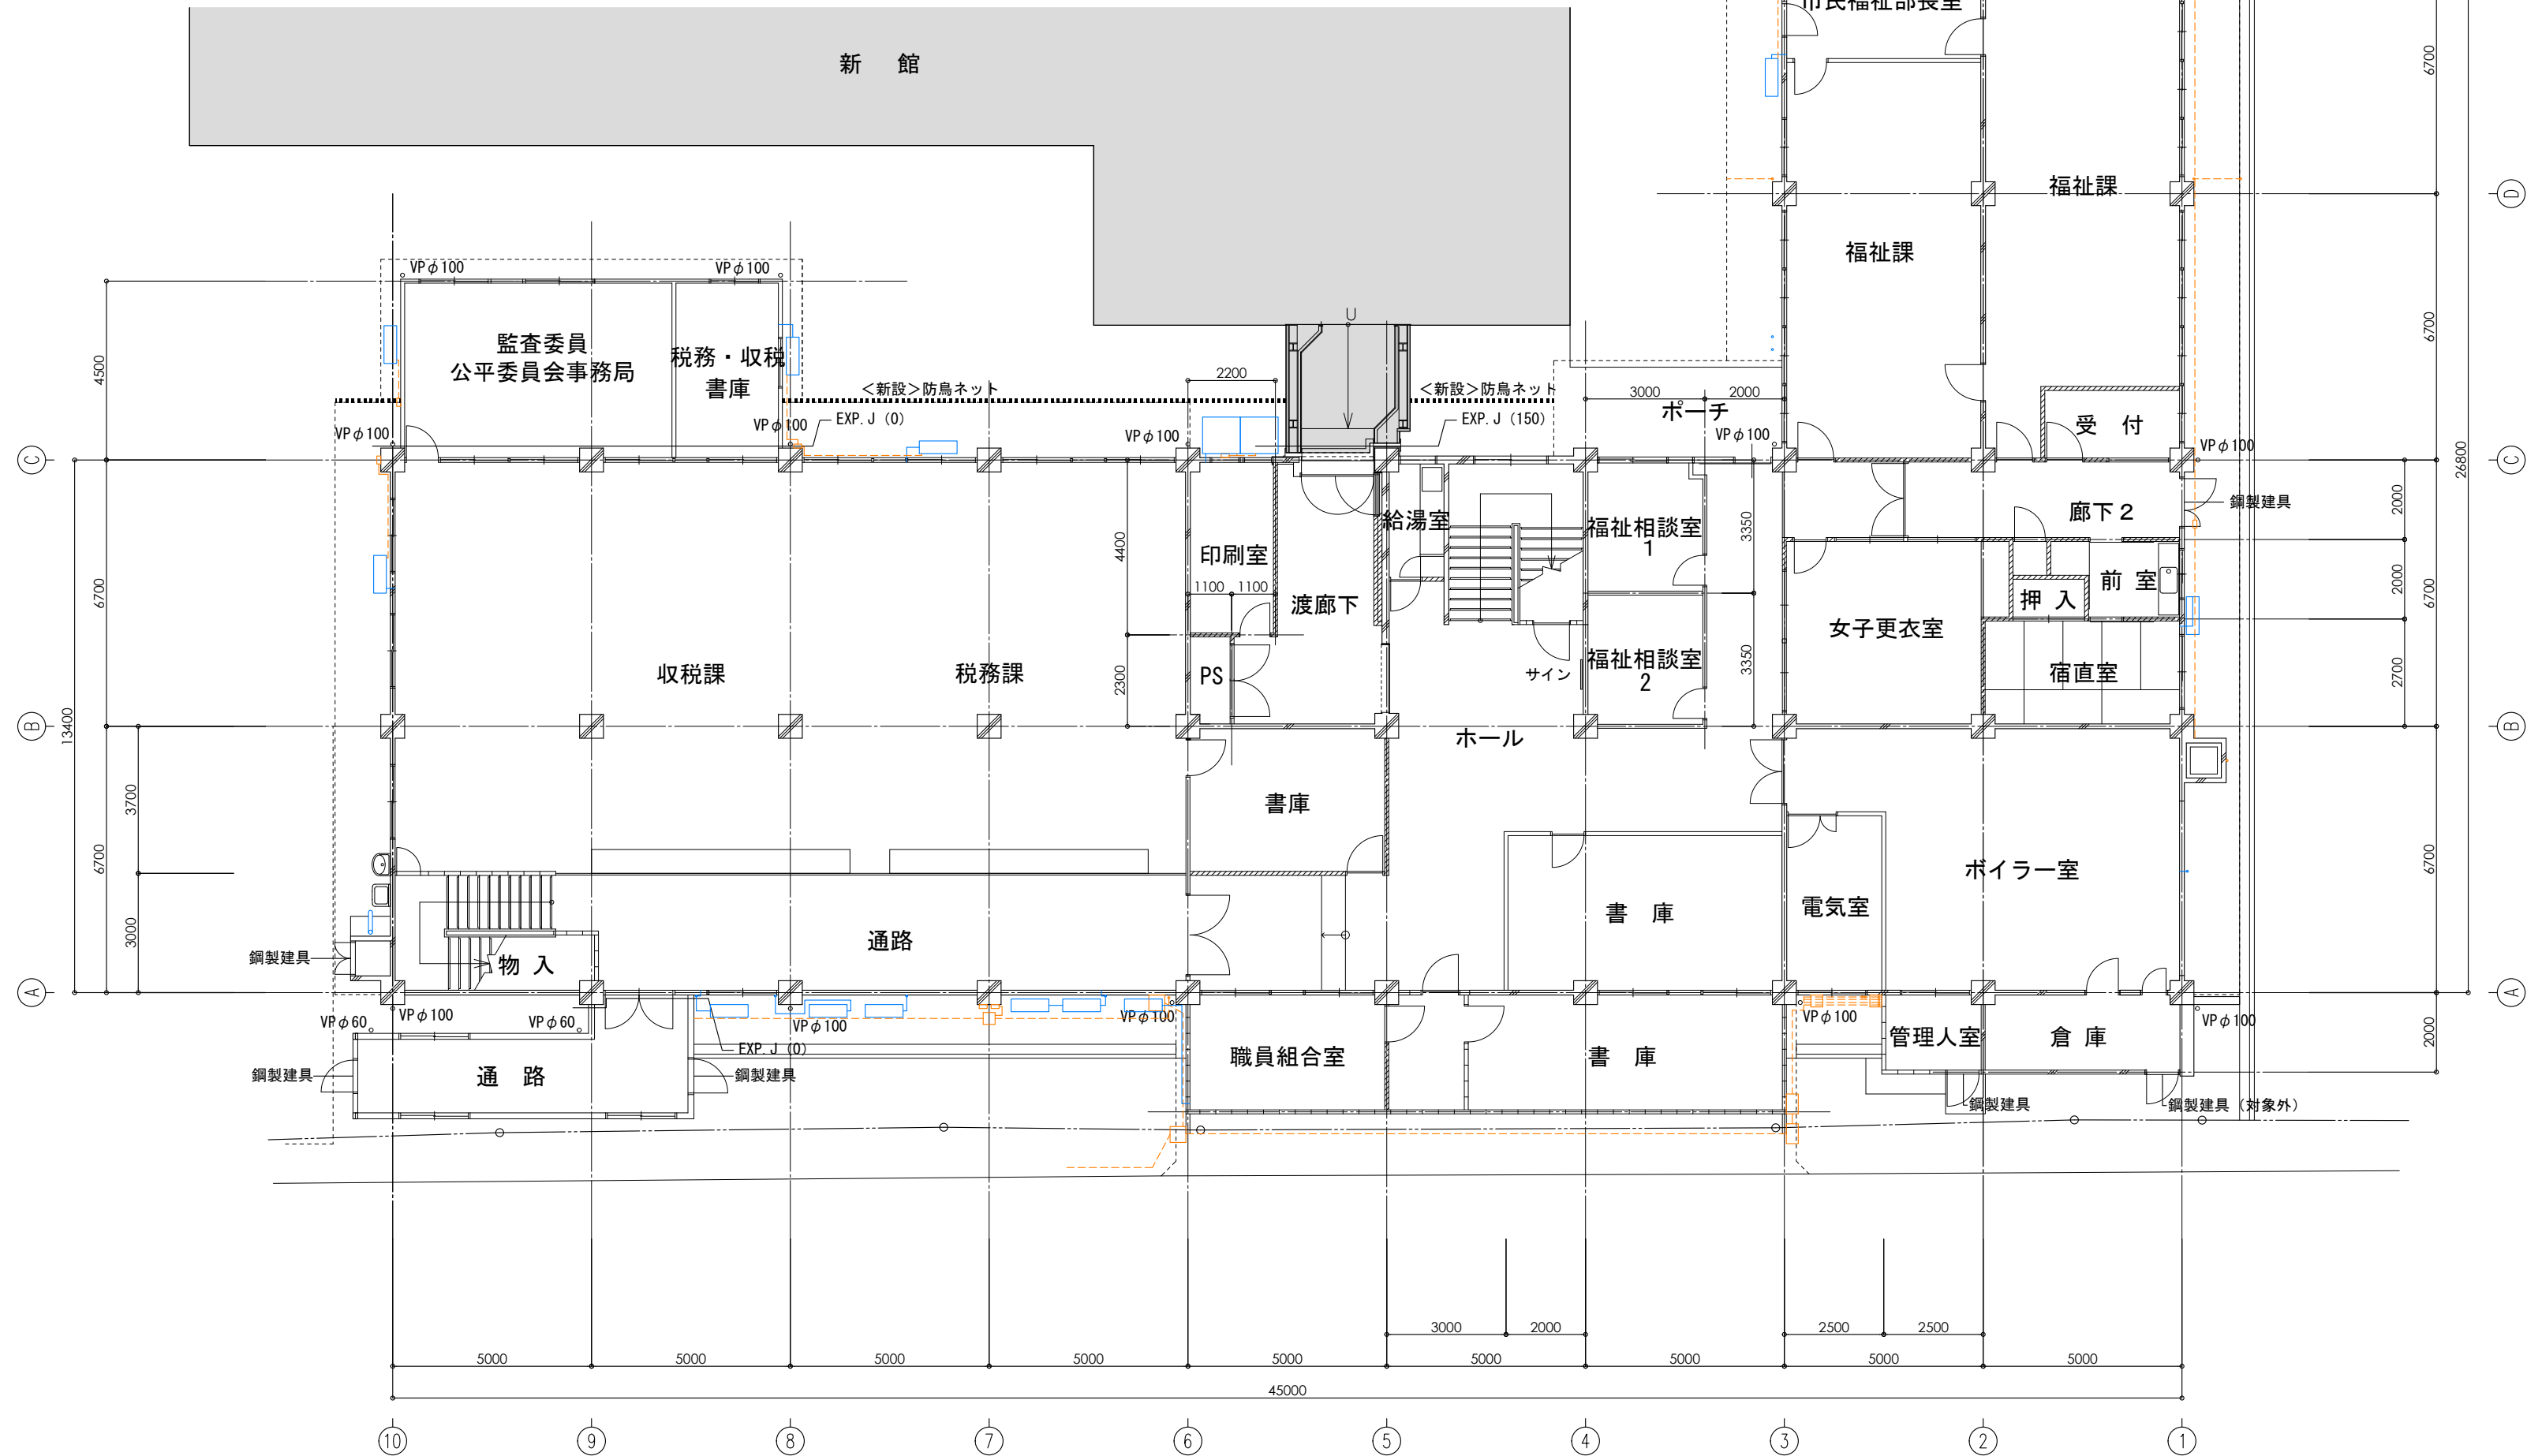 市民福祉部長室
新 館
6700
福祉課
D
福祉課
VPφ100
VPφ100
監査委員
公平委員会事務局
税務・収税
書庫
4500
U
6700
<新設>防鳥ネット
2200
<新設>防鳥ネット
3000
2000
ポーチ
EXP.J (0)
EXP.J (150)
VPφ100
VPφ100
VPφ100
VPφ100
受 付
VPφ100
C
C
26800
鋼製建具
廊下2
2000
給湯室
福祉相談室
1
3350
4400
印刷室
1100
1100
渡廊下
前 室
押 入
2000
6700
6700
女子更衣室
宿直室
2700
収税課
税務課
2300
PS
サイン
福祉相談室
2
3350
B
13400
ホール
B
3700
書庫
6700
ボイラー室
6700
電気室
書 庫
3000
通路
物 入
鋼製建具
A
A
VPφ60
VPφ100
VPφ60
VPφ100
VPφ100
VPφ100
VPφ100
2000
管理人室
倉 庫
EXP.J (0)
職員組合室
書 庫
鋼製建具
通 路
鋼製建具
鋼製建具
鋼製建具 (対象外)
3000
2000
2500
2500
5000
5000
5000
5000
5000
5000
5000
5000
5000
45000
10
9
8
7
6
5
4
3
2
1